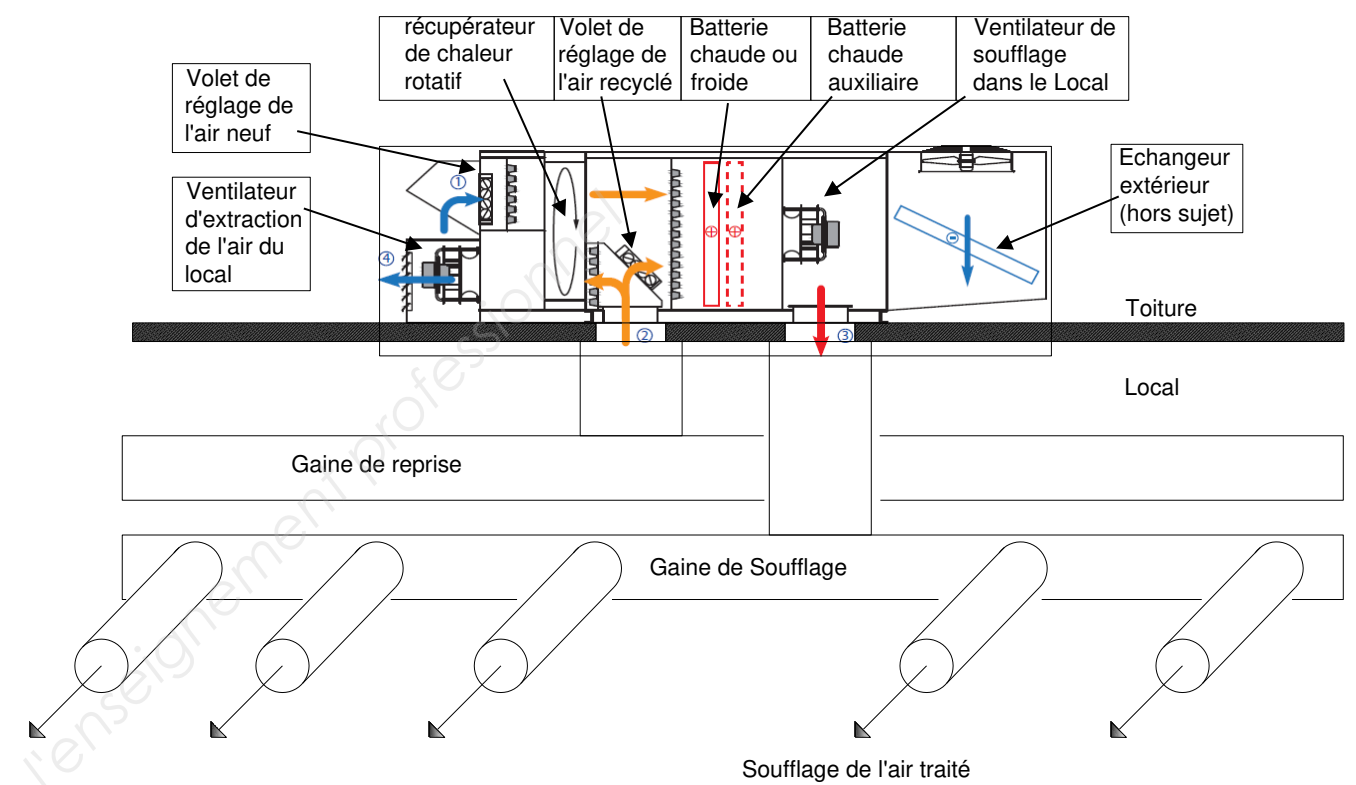 récupérateur
de chaleur
rotatif
Volet de
réglage de
l'air recyclé
Batterie
chaude ou
froide
Batterie
chaude
auxiliaire
Ventilateur de
soufflage
dans le Local
Volet de
réglage de
l'air neuf
Ventilateur
d'extraction
de l'air du
local
Echangeur
extérieur
(hors sujet)
①
④
②
③
Toiture
Local
Gaine de reprise
Gaine de Soufflage
Soufflage de l'air traité
l'enseignement professionnel